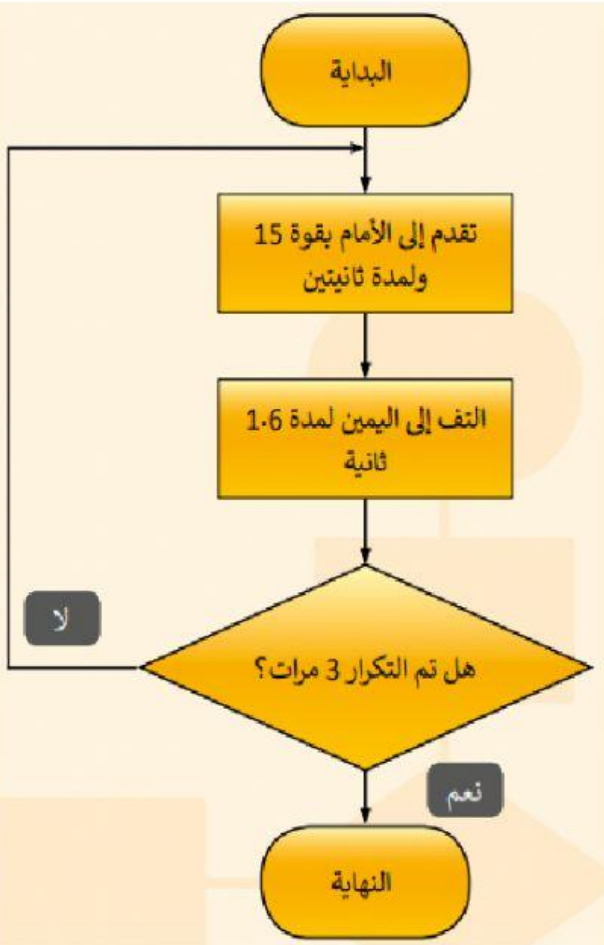 البداية
تقدم إلى الأمام بقوة 15
ولمدة ثانيتين
التف إلى اليمين لمدة 1.6
ثانية
هل تم التكرار 3 مرات؟
لا
نعم
النهاية